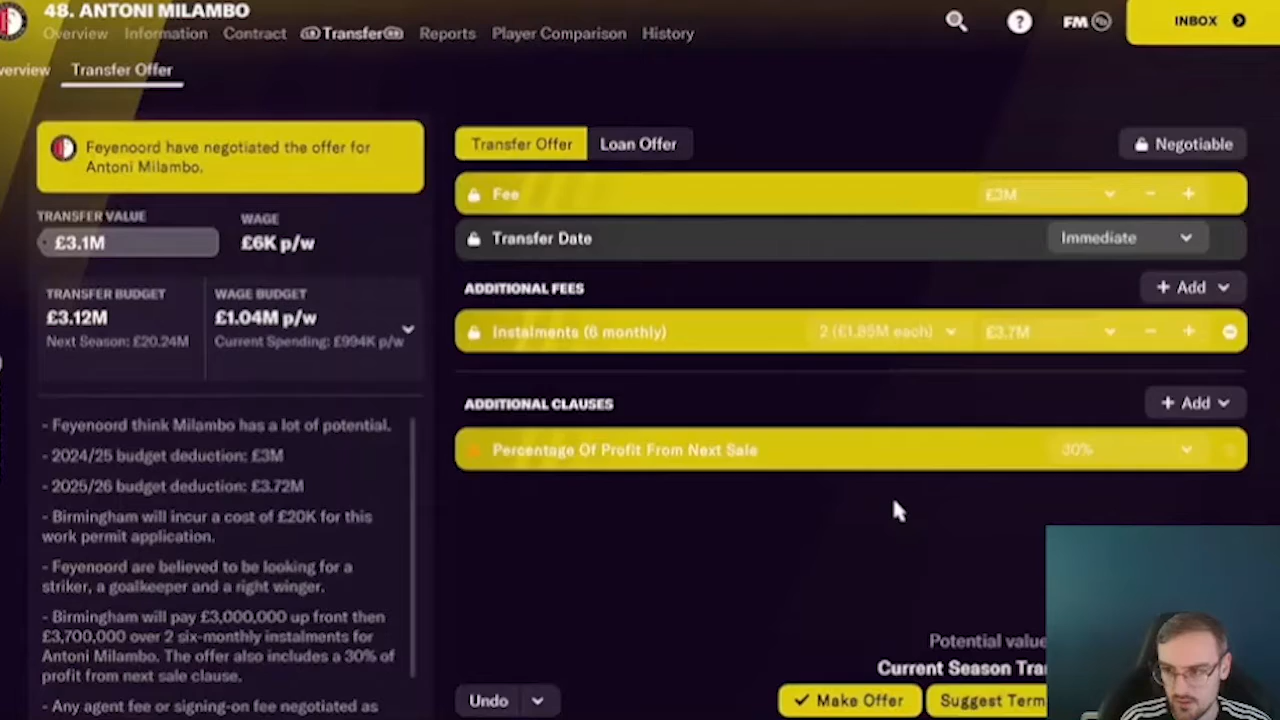 48. ANTONI MILAMBO
Overview Information Contract Transfer Reports Player Comparison History
FM
INBOX
verview Transfer Offer
Feyenoord have negotiated the offer for
Antoni Milambo.
Transfer Offer Loan Offer
Negotiable
Fee £3M
TRANSFER VALUE WAGE
£3.1M £6K p/w
Transfer Date Immediate
TRANSFER BUDGET WAGE BUDGET
£3.12M £1.04M p/w
Next Season: £20.24M Current Spending: £994K p/w
ADDITIONAL FEES + Add
Instalments (6 monthly) 2 (£1.85M each) £3.7M
ADDITIONAL CLAUSES + Add
Percentage Of Profit From Next Sale 30%
- Feyenoord think Milambo has a lot of potential.
- 2024/25 budget deduction: £3M
- 2025/26 budget deduction: £3.72M
- Birmingham will incur a cost of £20K for this
work permit application.
- Feyenoord are believed to be looking for a
striker, a goalkeeper and a right winger.
- Birmingham will pay £3,000,000 up front then
£3,700,000 over 2 six-monthly instalments for
Antoni Milambo. The offer also includes a 30% of
profit from next sale clause.
- Any agent fee or signing-on fee negotiated as
Potential value
Current Season Tra
Undo
Make Offer
Suggest Term